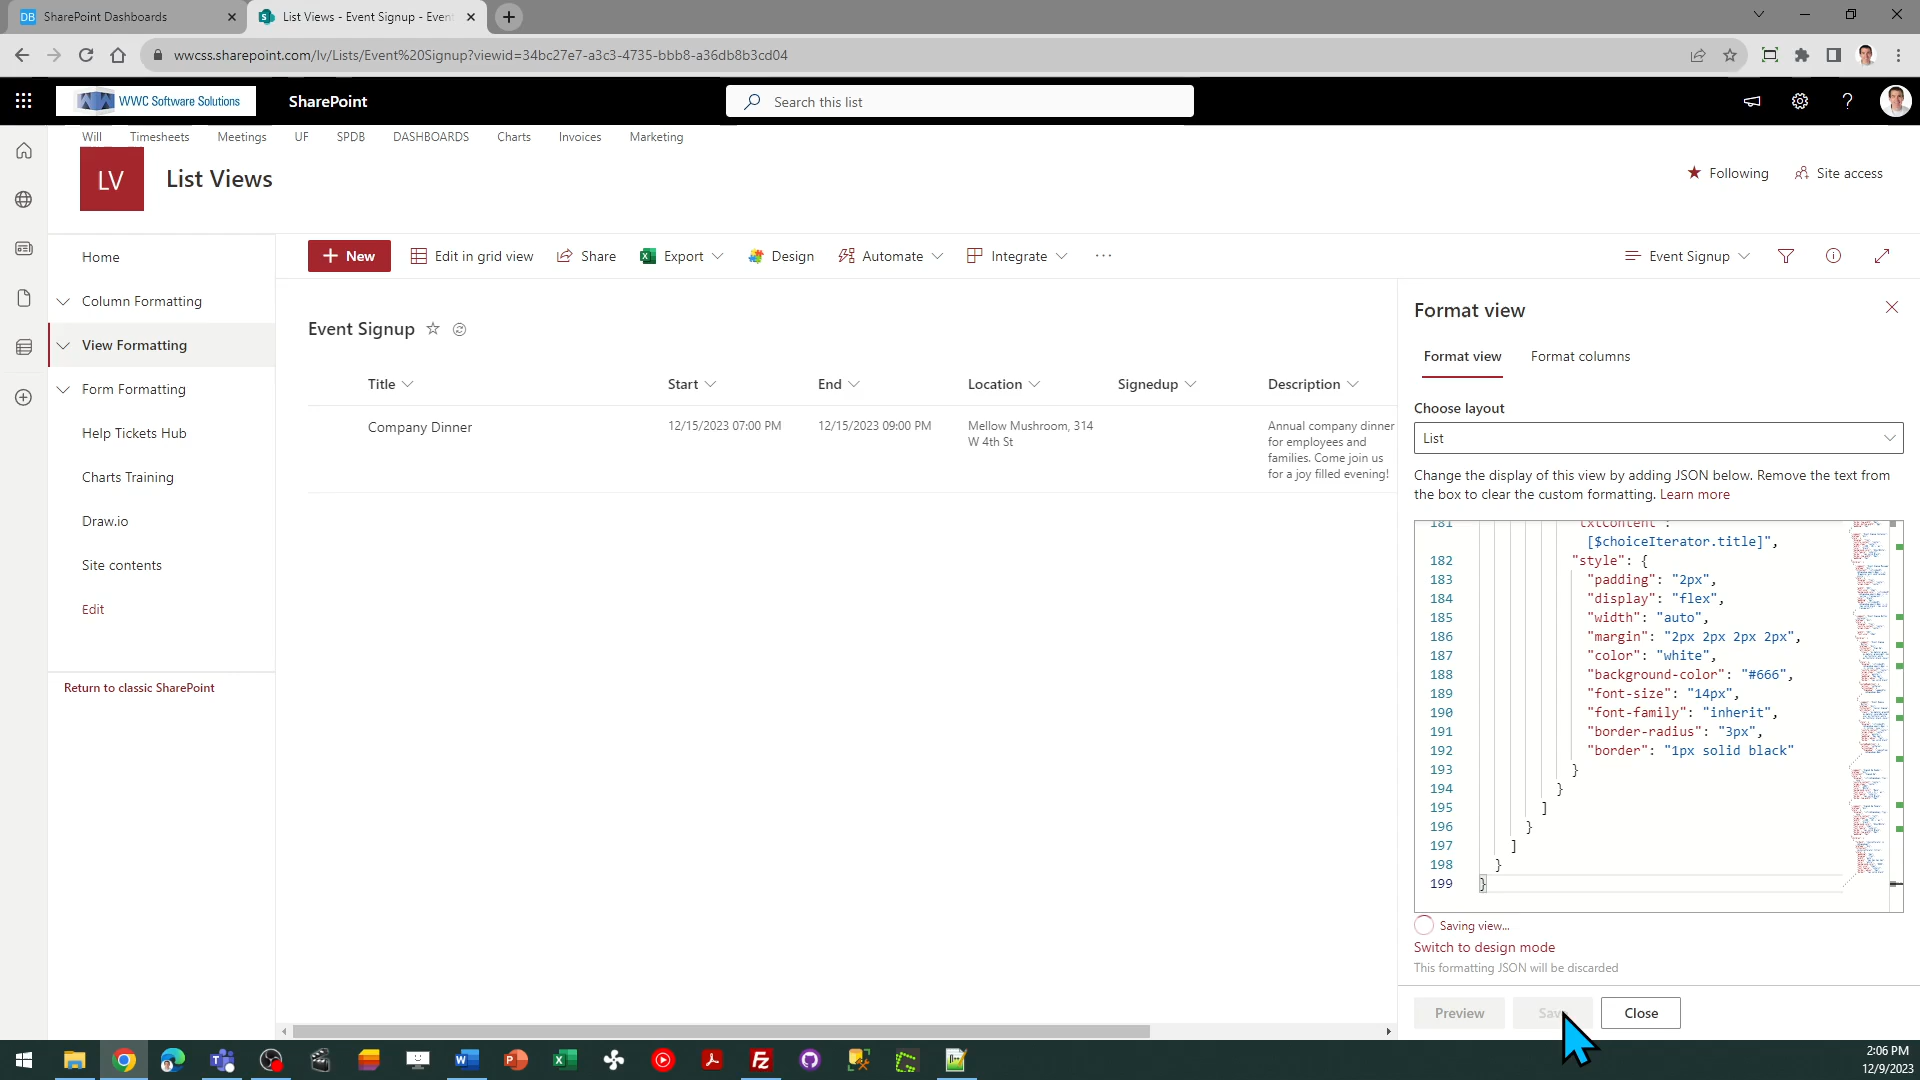 DB SharePoint Dashboards
List Views - Event Signup - Even
wwcss.sharepoint.com/lv/Lists/Event%20Signup?viewid=34bc27e7-a3c3-4735-bbb8-a36db8b3cd04
WWC Software Solutions
SharePoint
Search this list
Will Timesheets Meetings UF SPDB DASHBOARDS Charts Invoices Marketing
LV
List Views
Following
Site access
Home
Column Formatting
View Formatting
Form Formatting
Help Tickets Hub
Charts Training
Draw.io
Site contents
Edit
Return to classic SharePoint
+ New
Edit in grid view
Share
Export
Design
Automate
Integrate
...
Event Signup
Event Signup
Title Start End Location Signedup Description
Company Dinner
12/15/2023 07:00 PM
12/15/2023 09:00 PM
Mellow Mushroom, 314
W 4th St
Annual company dinner
for employees and
families. Come join us
for a joy filled evening!
Format view
Format view
Format columns
Choose layout
List
Change the display of this view by adding JSON below. Remove the text from
the box to clear the custom formatting. Learn more
181 "txtContent":
[$choiceIterator.title]",
182 "style": {
183 "padding": "2px",
184 "display": "flex",
185 "width": "auto",
186 "margin": "2px 2px 2px 2px",
187 "color": "white",
188 "background-color": "#666",
189 "font-size": "14px",
190 "font-family": "inherit",
191 "border-radius": "3px",
192 "border": "1px solid black"
193 }
194 }
195 ]
196 }
197 ]
198 }
199 }
Saving view...
Switch to design mode
This formatting JSON will be discarded
Preview
Save
Close
2:06 PM
12/9/2023